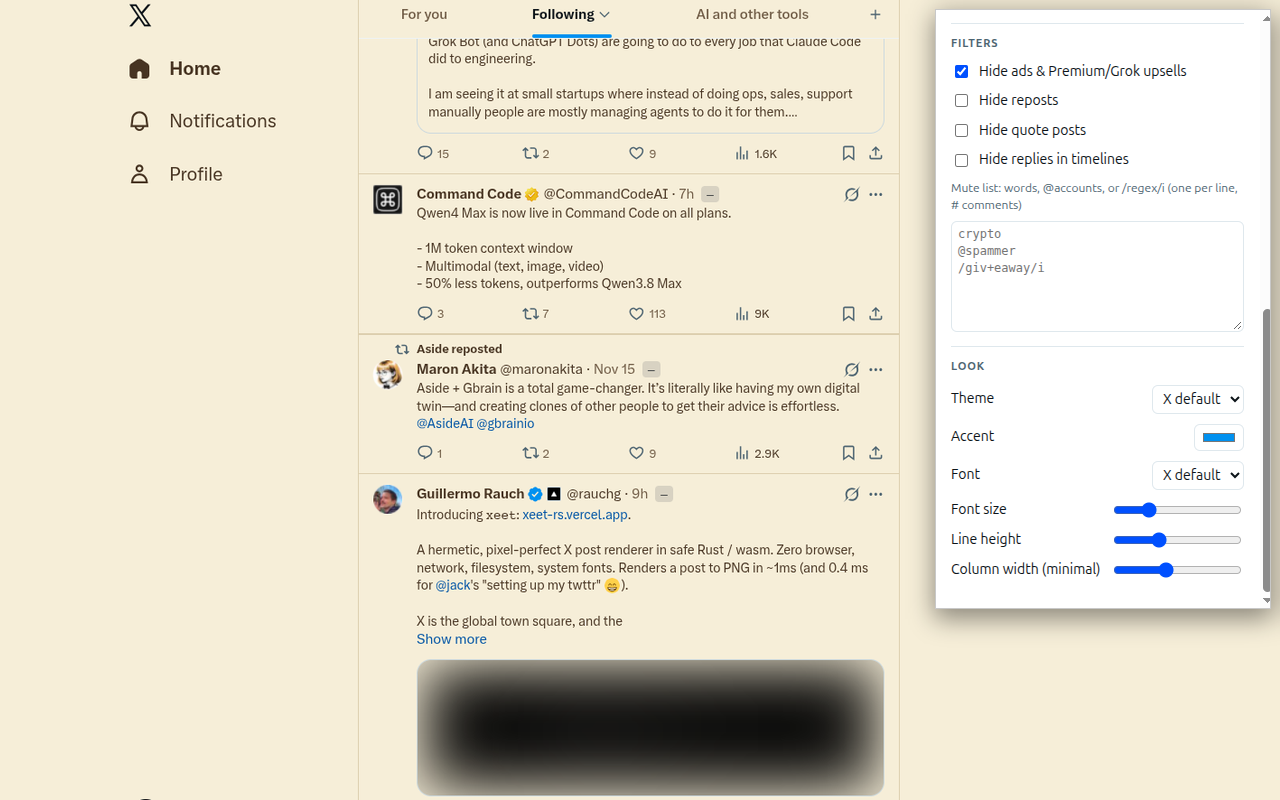 Home
Notifications
Profile
For you
Following
AI and other tools
Grok Bot (and ChatGPT Dots) are going to do to every job that Claude Code
did to engineering.
I am seeing it at small startups where instead of doing ops, sales, support
manually people are mostly managing agents to do it for them....
15
2
9
1.6K
Command Code @CommandCodeAI · 7h
Qwen4 Max is now live in Command Code on all plans.
- 1M token context window
- Multimodal (text, image, video)
- 50% less tokens, outperforms Qwen3.8 Max
3
7
113
9K
Aside reposted
Maron Akita @maronakita · Nov 15
Aside + Gbrain is a total game-changer. It’s literally like having my own digital
twin—and creating clones of other people to get their advice is effortless.
@AsideAI @gbrainio
1
2
9
2.9K
Guillermo Rauch @rauchg · 9h
Introducing xeet: xeet-rs.vercel.app.
A hermetic, pixel-perfect X post renderer in safe Rust / wasm. Zero browser,
network, filesystem, system fonts. Renders a post to PNG in ~1ms (and 0.4 ms
for @jack's "setting up my twttr" 😁).
X is the global town square, and the
Show more
FILTERS
Hide ads & Premium/Grok upsells
Hide reposts
Hide quote posts
Hide replies in timelines
Mute list: words, @accounts, or /regex/i (one per line,
# comments)
crypto
@spammer
/giv+eaway/i
LOOK
Theme
X default
Accent
Font
X default
Font size
Line height
Column width (minimal)